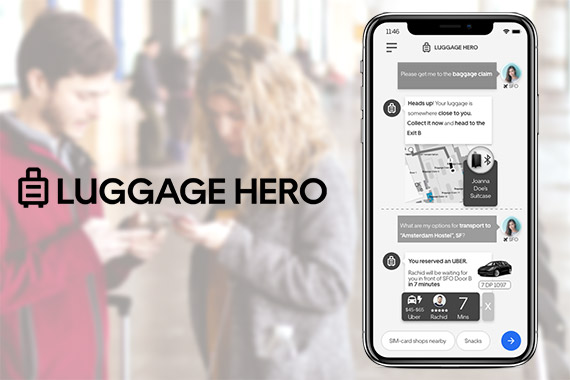 LUGGAGE HERO
11:46
LUGGAGE HERO
Please get me to the baggage claim
SFO
Heads up! Your luggage is
somewhere close to you.
Collect it now and head to the
Exit B
Joanna
Doe's
Suitcase
What are my options for transport to
"Amsterdam Hostel", SF?
SFO
You reserved an UBER.
Rachid will be waiting for
you in front of SFO Door B
in 7 minutes
7 DP 1097
$45-$65
Uber
Rachid
7
Mins
X
SIM-card shops nearby
Snacks